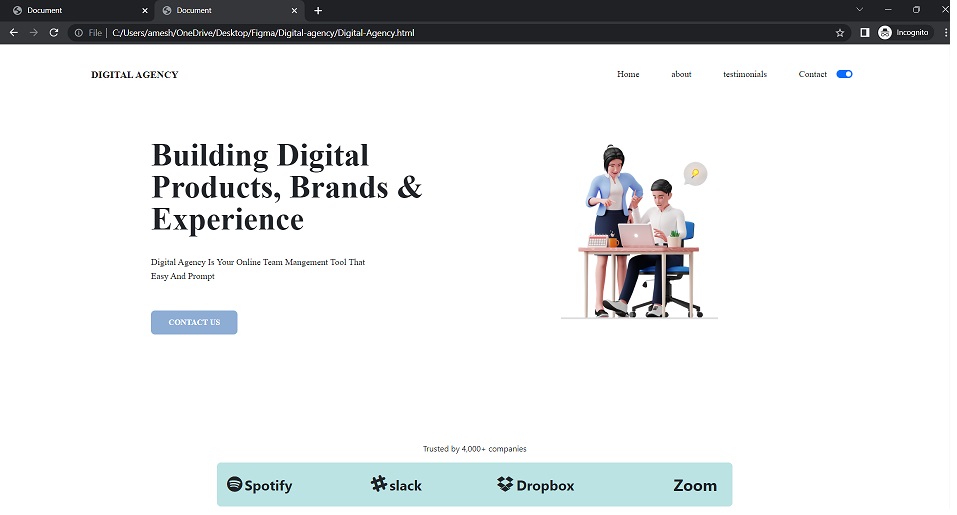 Document
Document
File
C:/Users/amesh/OneDrive/Desktop/Figma/Digital-agency/Digital-Agency.html
Incognito
DIGITAL AGENCY
Home about testimonials Contact
Building Digital
Products, Brands &
Experience
Digital Agency Is Your Online Team Mangement Tool That
Easy And Prompt
CONTACT US
Trusted by 4,000+ companies
Spotify slack Dropbox Zoom